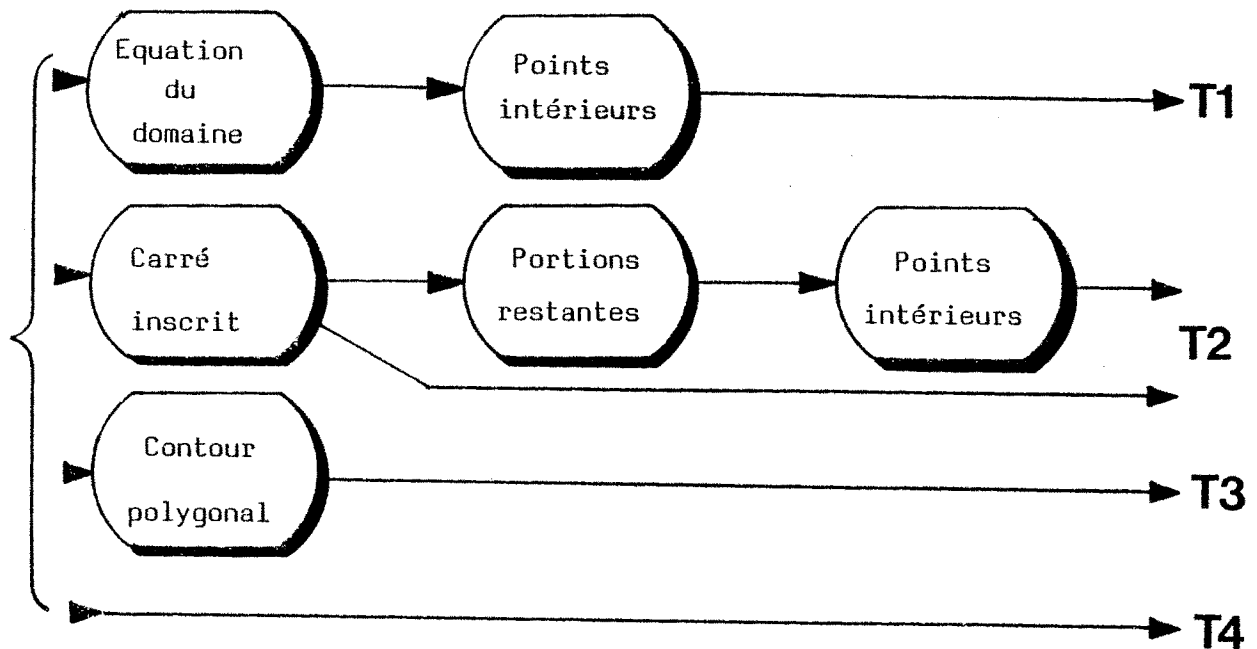 Equation
du
domaine
Points
intérieurs
T1
Carré
inscrit
Portions
restantes
Points
intérieurs
T2
Contour
polygonal
T3
T4